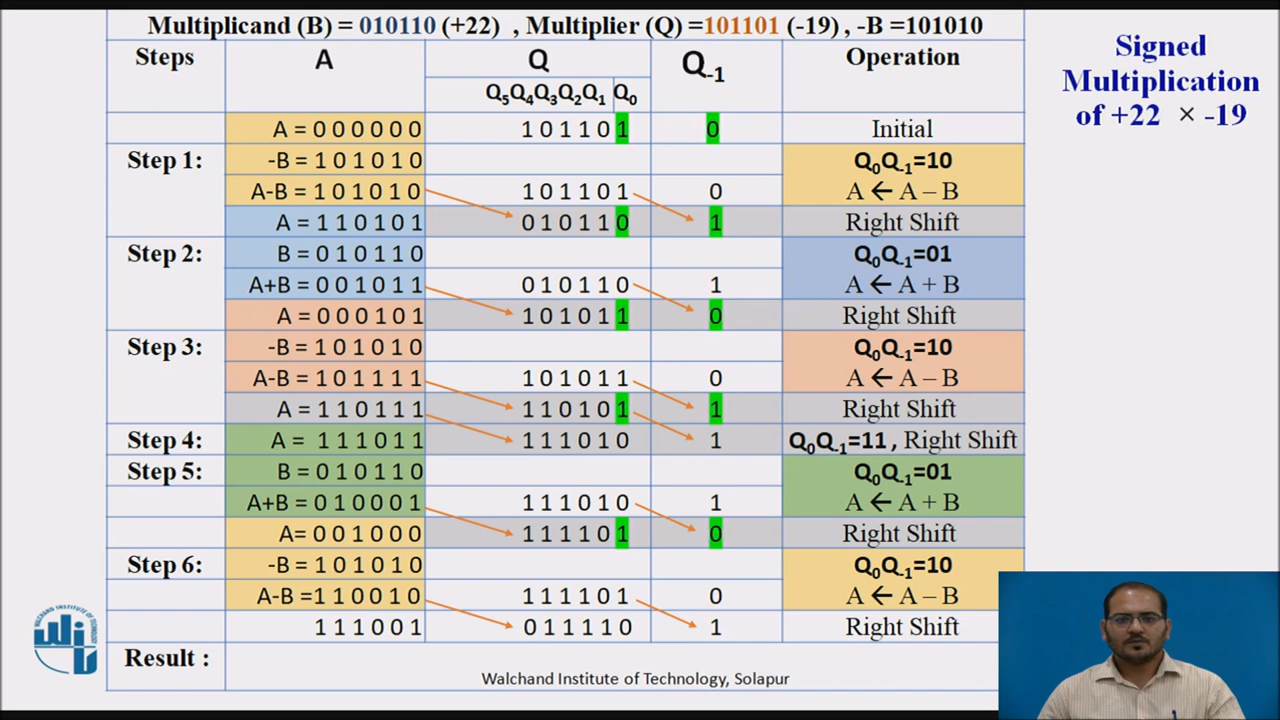 Multiplicand (B) = 010110 (+22) , Multiplier (Q) =101101 (-19) , -B =101010
Signed
Multiplication
of +22 × -19
Steps A Q Q-1 Operation
Q5Q4Q3Q2Q1 Q0
A = 0 0 0 0 0 0 1 0 1 1 0 1 0 Initial
Step 1: -B = 1 0 1 0 1 0 Q0Q-1=10
A-B = 1 0 1 0 1 0 1 0 1 1 0 1 0 A ← A – B
A = 1 1 0 1 0 1 0 1 0 1 1 0 1 Right Shift
Step 2: B = 0 1 0 1 1 0 Q0Q-1=01
A+B = 0 0 1 0 1 1 0 1 0 1 1 0 1 A ← A + B
A = 0 0 0 1 0 1 1 0 1 0 1 1 0 Right Shift
Step 3: -B = 1 0 1 0 1 0 Q0Q-1=10
A-B = 1 0 1 1 1 1 1 0 1 0 1 1 0 A ← A – B
A = 1 1 0 1 1 1 1 1 0 1 0 1 1 Right Shift
Step 4: A = 1 1 1 0 1 1 1 1 1 0 1 0 1 Q0Q-1=11 , Right Shift
Step 5: B = 0 1 0 1 1 0 Q0Q-1=01
A+B = 0 1 0 0 0 1 1 1 1 0 1 0 1 A ← A + B
A= 0 0 1 0 0 0 1 1 1 1 0 1 0 Right Shift
Step 6: -B = 1 0 1 0 1 0 Q0Q-1=10
A-B =1 1 0 0 1 0 1 1 1 1 0 1 0 A ← A – B
1 1 1 0 0 1 0 1 1 1 1 0 1 Right Shift
Result :
Walchand Institute of Technology, Solapur
WALCHAND INSTITUTE OF TECHNOLOGY